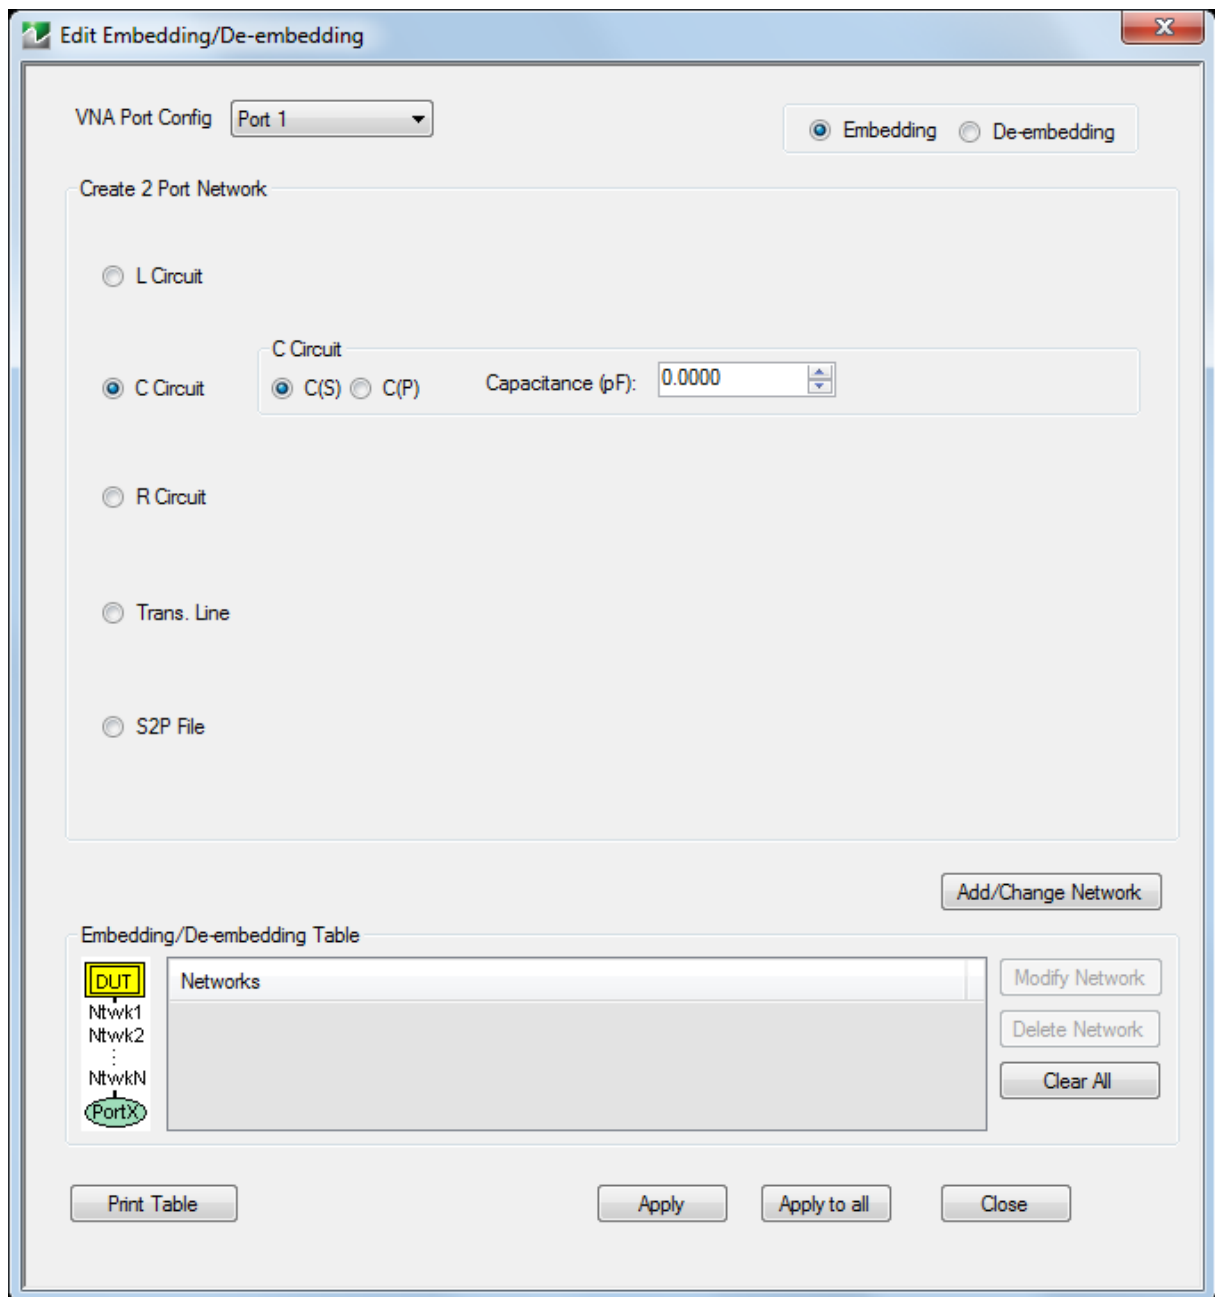 Edit Embedding/De-embedding
VNA Port Config Port 1 Embedding De-embedding
Create 2 Port Network
L Circuit
C Circuit
C Circuit C(S) C(P) Capacitance (pF): 0.0000
R Circuit
Trans. Line
S2P File
Add/Change Network
Embedding/De-embedding Table
DUT
Ntwk1
Ntwk2
:
NtwkN
PortX
Networks
Modify Network
Delete Network
Clear All
Print Table Apply Apply to all Close